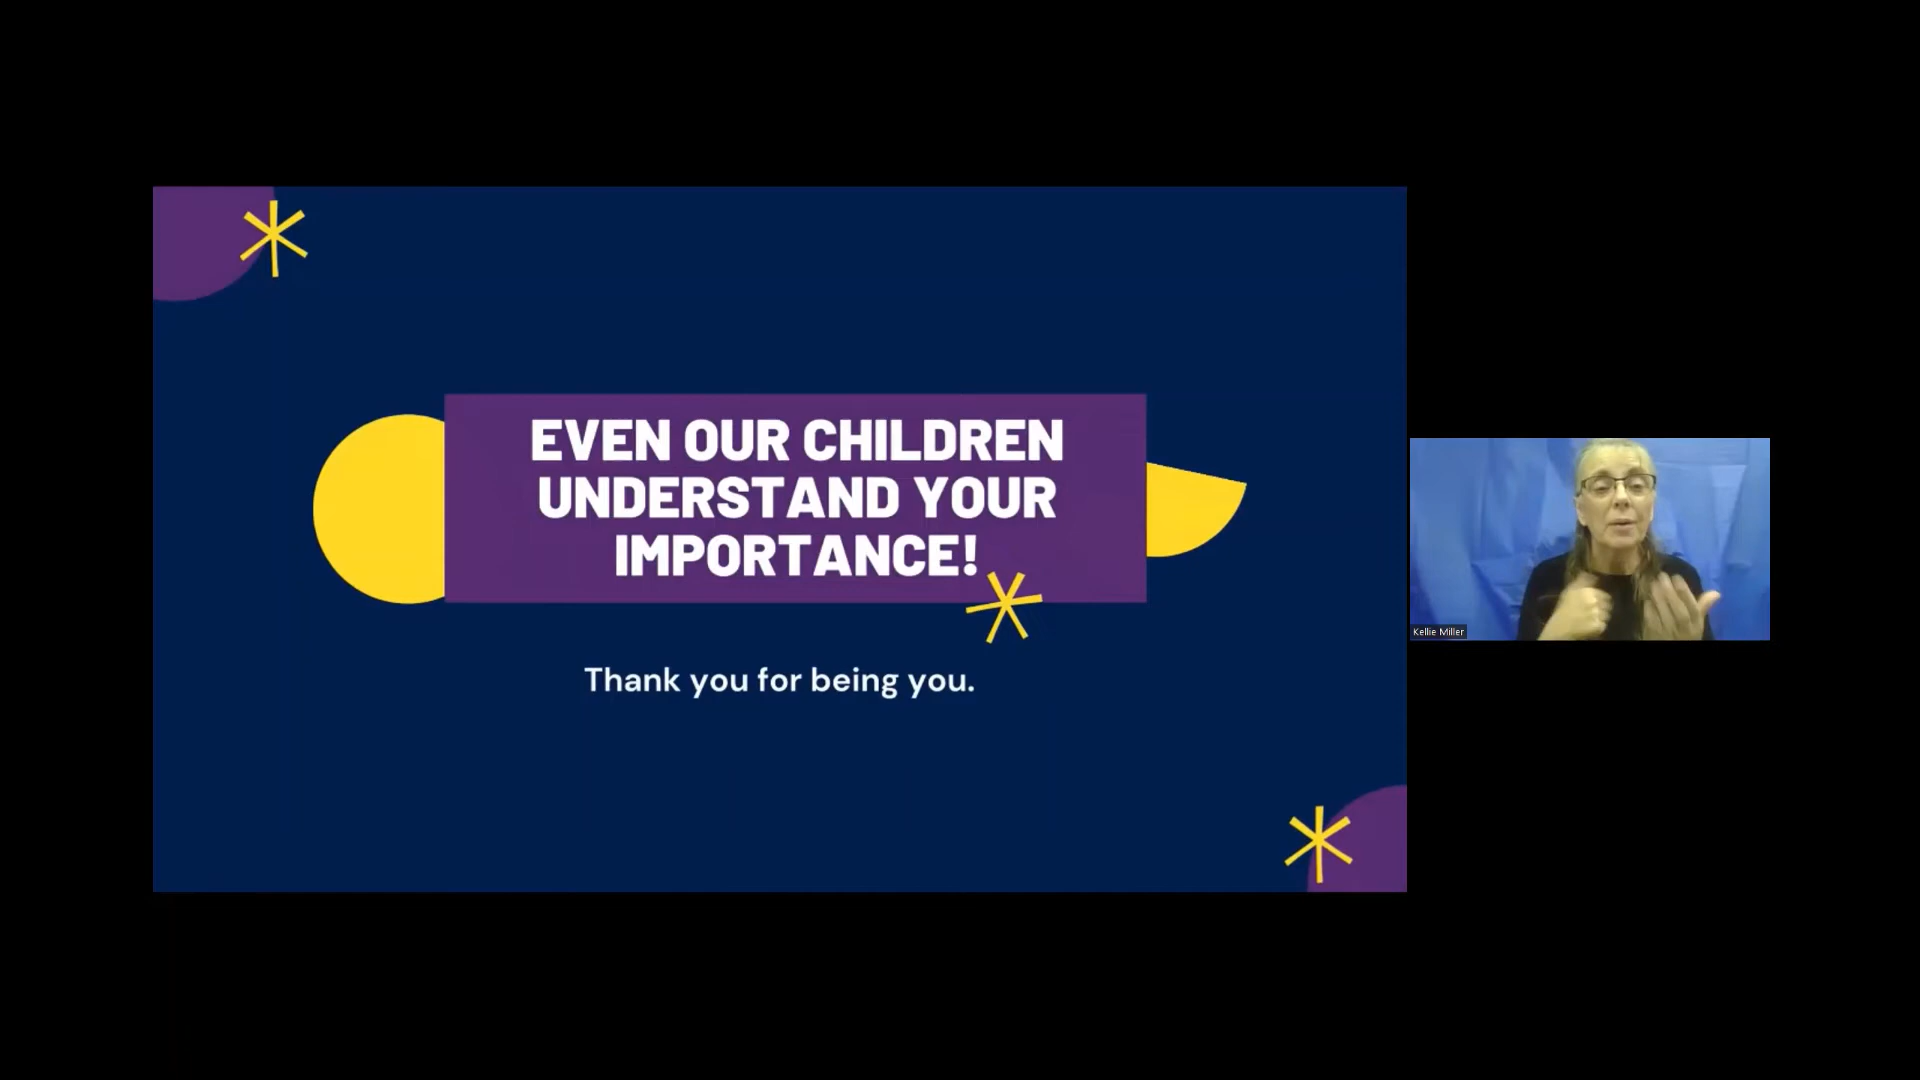 EVEN OUR CHILDREN
UNDERSTAND YOUR
IMPORTANCE!
Thank you for being you.
Kellie Miller